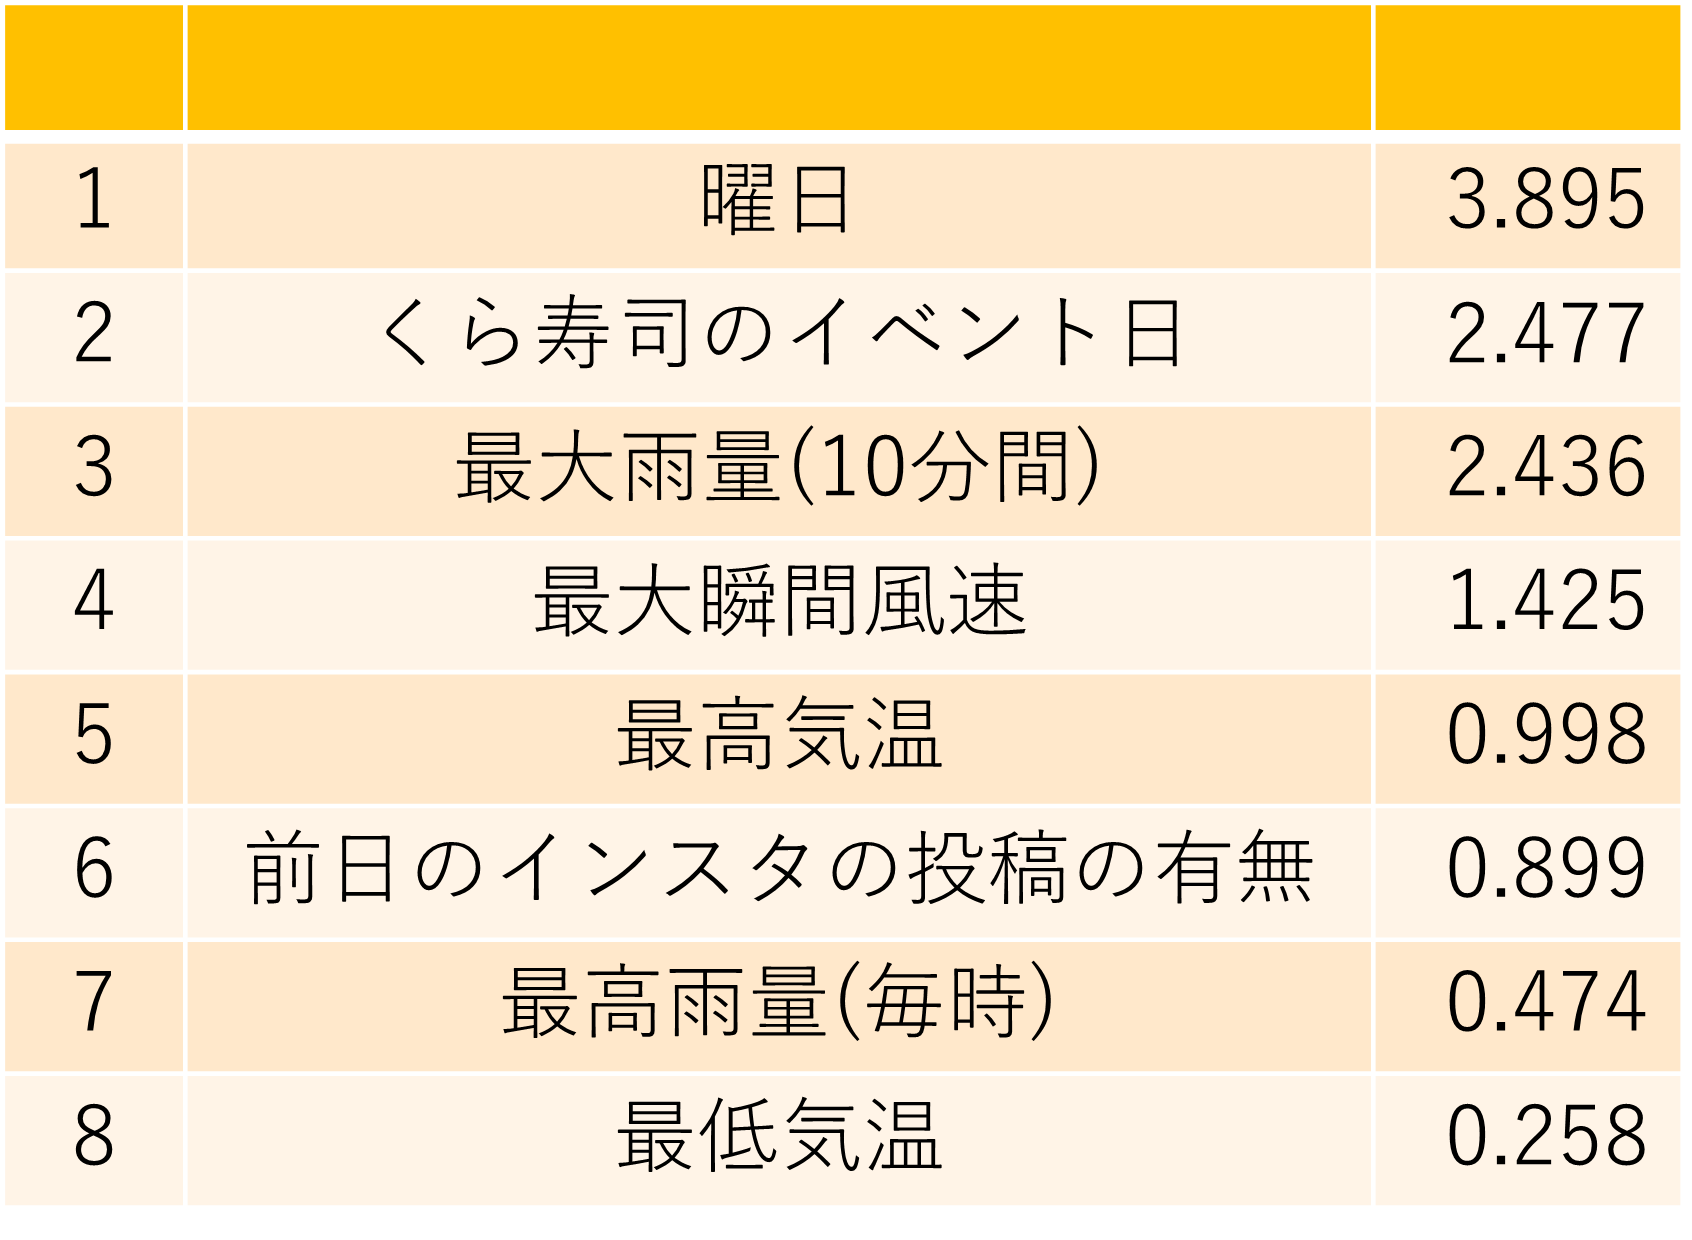 1 曜日 3.895
2 くら寿司のイベント日 2.477
3 最大雨量(10分間) 2.436
4 最大瞬間風速 1.425
5 最高気温 0.998
6 前日のインスタの投稿の有無 0.899
7 最高雨量(毎時) 0.474
8 最低気温 0.258